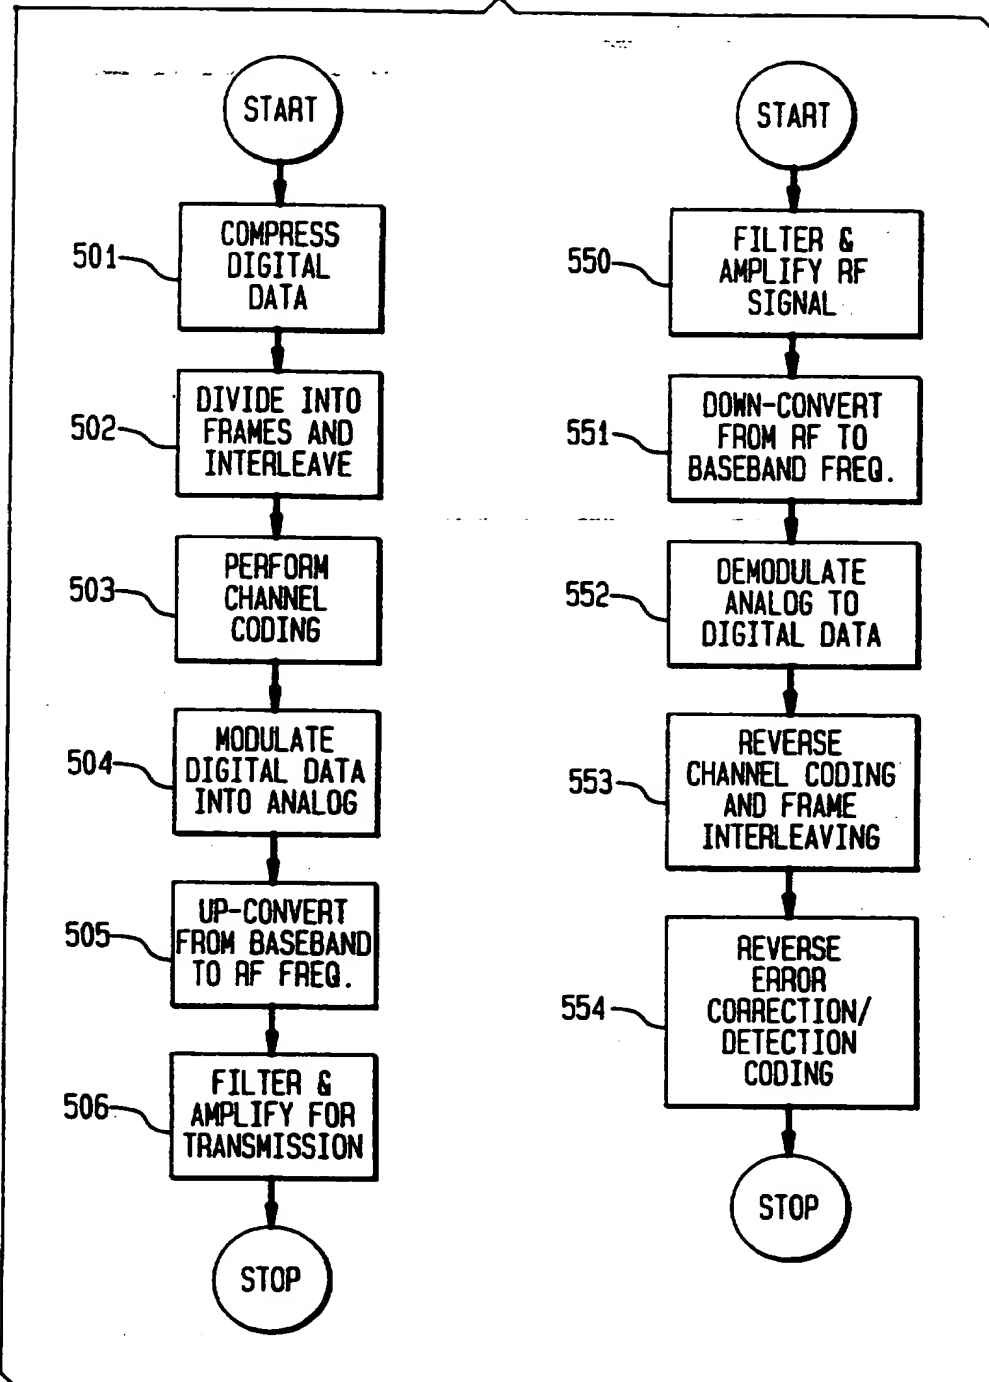 START
501
COMPRESS
DIGITAL
DATA
502
DIVIDE INTO
FRAMES AND
INTERLEAVE
503
PERFORM
CHANNEL
CODING
504
MODULATE
DIGITAL DATA
INTO ANALOG
505
UP-CONVERT
FROM BASEBAND
TO RF FREQ.
506
FILTER &
AMPLIFY FOR
TRANSMISSION
STOP
START
550
FILTER &
AMPLIFY RF
SIGNAL
551
DOWN-CONVERT
FROM RF TO
BASEBAND FREQ.
552
DEMODULATE
ANALOG TO
DIGITAL DATA
553
REVERSE
CHANNEL CODING
AND FRAME
INTERLEAVING
554
REVERSE
ERROR
CORRECTION/
DETECTION
CODING
STOP